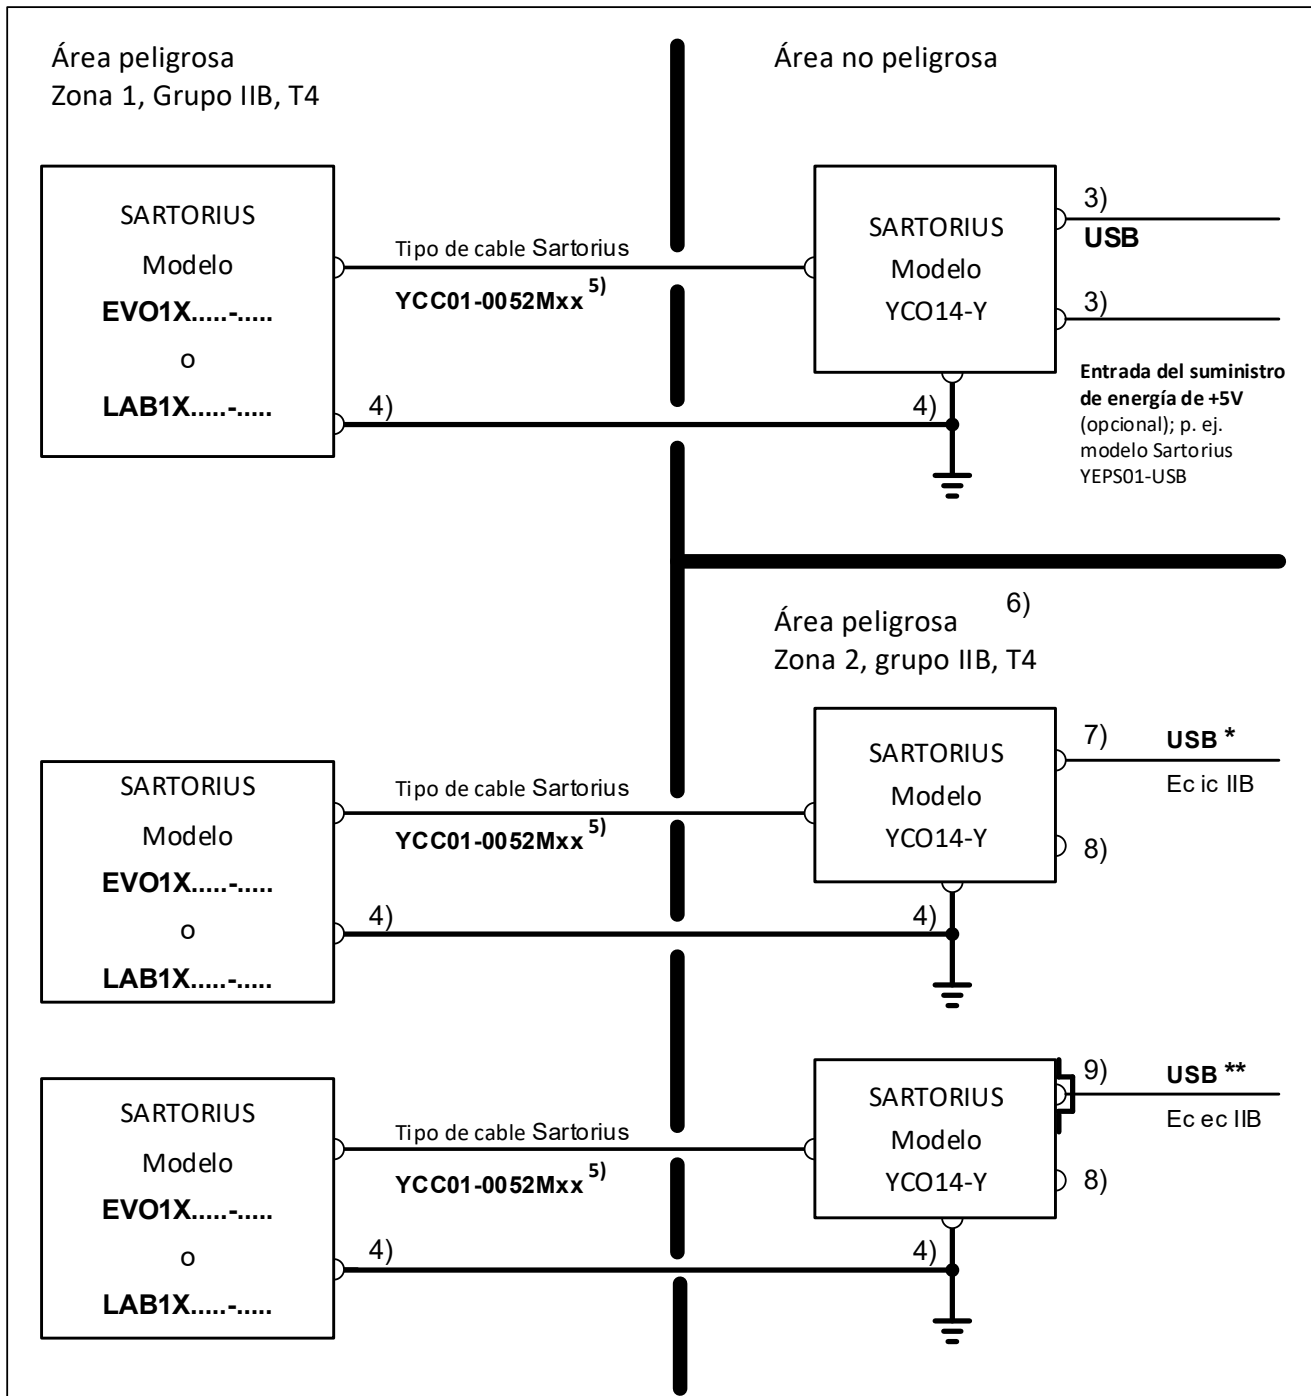 Área peligrosa
Zona 1, Grupo IIB, T4
Área no peligrosa
SARTORIUS
Modelo
EVO1X.....-.....
o
LAB1X.....-.....
Tipo de cable Sartorius
YCC01-0052Mxx 5)
4)
4)
SARTORIUS
Modelo
YCO14-Y
3)
USB
3)
Entrada del suministro
de energía de +5V
(opcional); p. ej.
modelo Sartorius
YEPS01-USB
Área peligrosa 6)
Zona 2, grupo IIB, T4
SARTORIUS
Modelo
EVO1X.....-.....
o
LAB1X.....-.....
Tipo de cable Sartorius
YCC01-0052Mxx 5)
4)
4)
SARTORIUS
Modelo
YCO14-Y
7) USB *
Ec ic IIB
8)
SARTORIUS
Modelo
EVO1X.....-.....
o
LAB1X.....-.....
Tipo de cable Sartorius
YCC01-0052Mxx 5)
4)
4)
SARTORIUS
Modelo
YCO14-Y
9) USB **
Ec ec IIB
8)